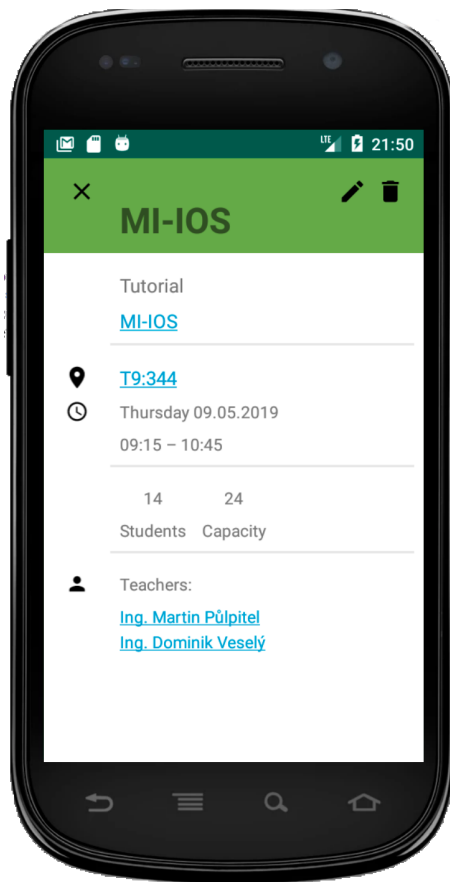 LTE 21:50
MI-IOS
Tutorial
MI-IOS
T9:344
Thursday 09.05.2019
09:15 – 10:45
14 24
Students Capacity
Teachers:
Ing. Martin Půlpitel
Ing. Dominik Veselý